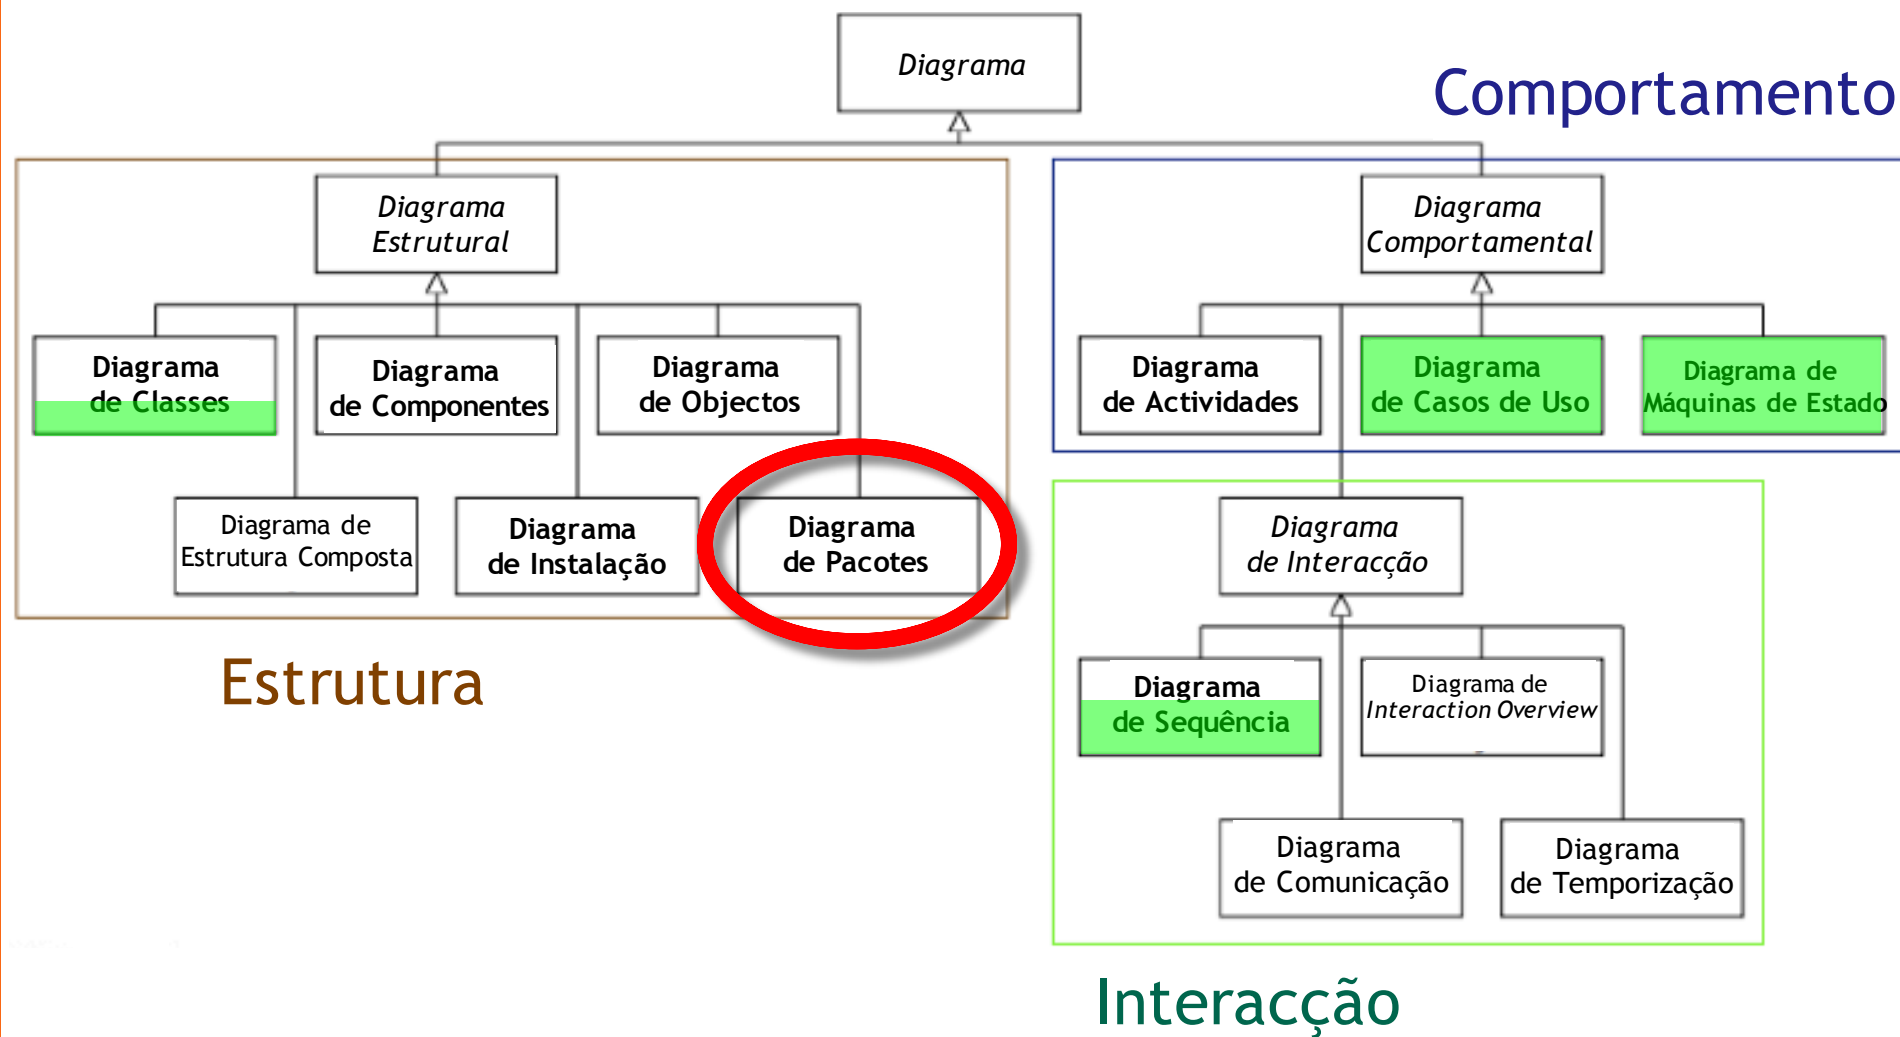 Diagrama
Comportamento
Diagrama
Estrutural
Diagrama
Comportamental
Diagrama
de Classes
Diagrama
de Componentes
Diagrama
de Objectos
Diagrama
de Actividades
Diagrama
de Casos de Uso
Diagrama de
Máquinas de Estado
Diagrama de
Estrutura Composta
Diagrama
de Instalação
Diagrama
de Pacotes
Diagrama
de Interacção
Estrutura
Diagrama
de Sequência
Diagrama de
Interaction Overview
Diagrama
de Comunicação
Diagrama
de Temporização
Interacção